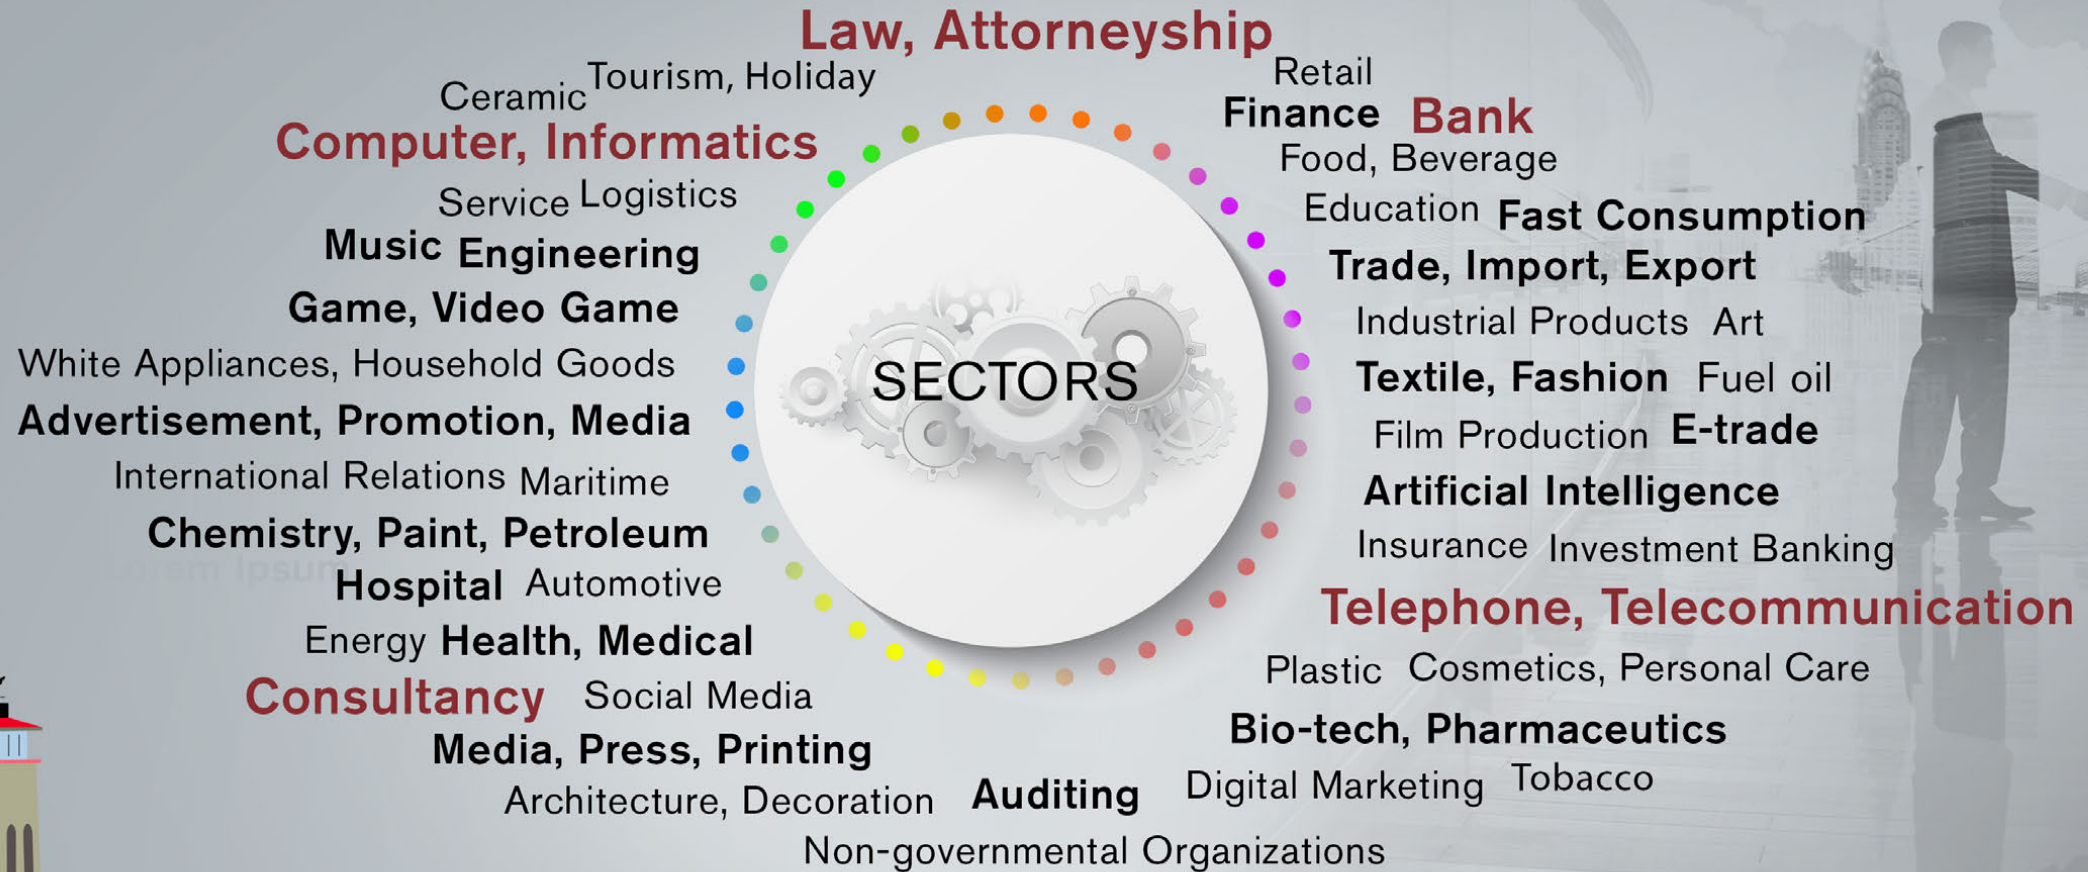 Law, Attorneyship
Ceramic Tourism, Holiday
Computer, Informatics
Service Logistics
Music Engineering
Game, Video Game
White Appliances, Household Goods
Advertisement, Promotion, Media
International Relations Maritime
Chemistry, Paint, Petroleum
Lorem Ipsum
Hospital Automotive
Energy Health, Medical
Consultancy Social Media
Media, Press, Printing
Architecture, Decoration Auditing
Non-governmental Organizations
SECTORS
Retail
Finance Bank
Food, Beverage
Education Fast Consumption
Trade, Import, Export
Industrial Products Art
Textile, Fashion Fuel oil
Film Production E-trade
Artificial Intelligence
Insurance Investment Banking
Telephone, Telecommunication
Plastic Cosmetics, Personal Care
Bio-tech, Pharmaceutics
Digital Marketing Tobacco